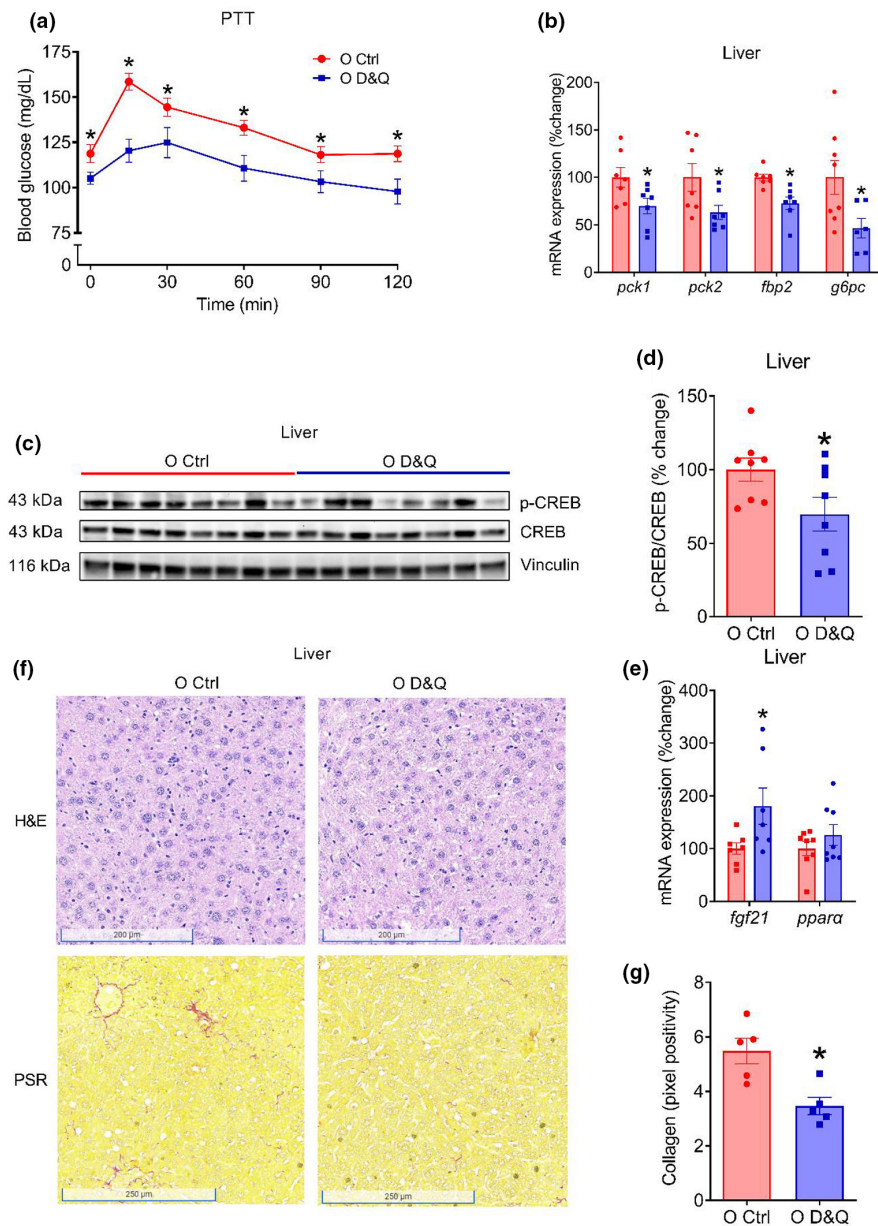 (a)
PTT
Blood glucose (mg/dL)
175
150
125
100
75
0
0 30 60 90 120
Time (min)
O Ctrl
O D&Q
* * * * * *
(b)
Liver
mRNA expression (%change)
200
150
100
50
0
* * * *
pck1 pck2 fbp2 g6pc
(c)
Liver
O Ctrl O D&Q
43 kDa p-CREB
43 kDa CREB
116 kDa Vinculin
(d)
Liver
p-CREB/CREB (% change)
150
100
50
0
*
O Ctrl O D&Q
(e)
Liver
mRNA expression (%change)
400
300
200
100
0
*
fgf21 pparα
(f)
Liver
O Ctrl O D&Q
H&E
200 µm 200 µm
PSR
250 µm 250 µm
(g)
Collagen (pixel positivity)
8
6
4
2
0
*
O Ctrl O D&Q